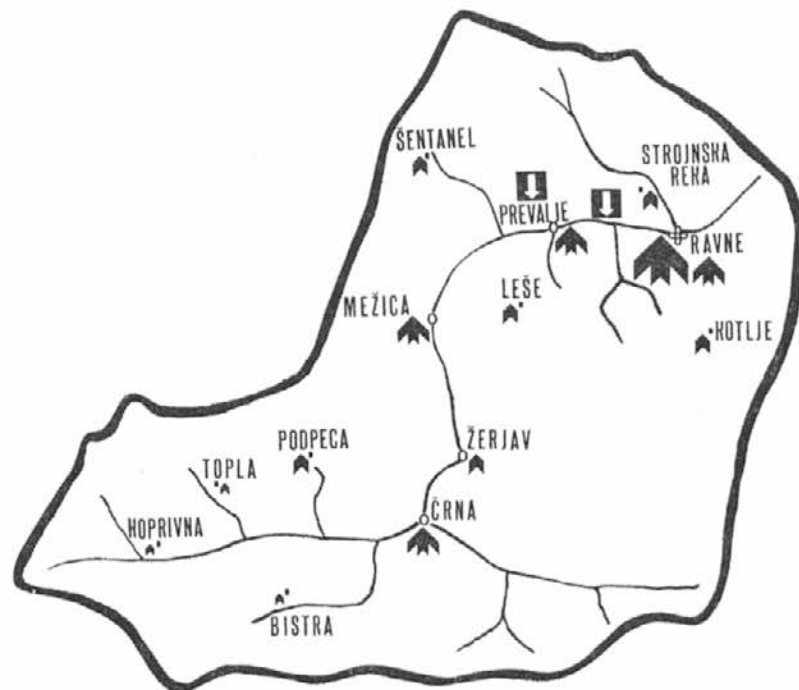 ŠENTANEL
STROJNSKA
REKA
PREVALJE
RAVNE
LEŠE
MEŽICA
KOTLJE
PODPECA
ŽERJAV
TOPLA
ČRNA
KOPRIVNA
BISTRA